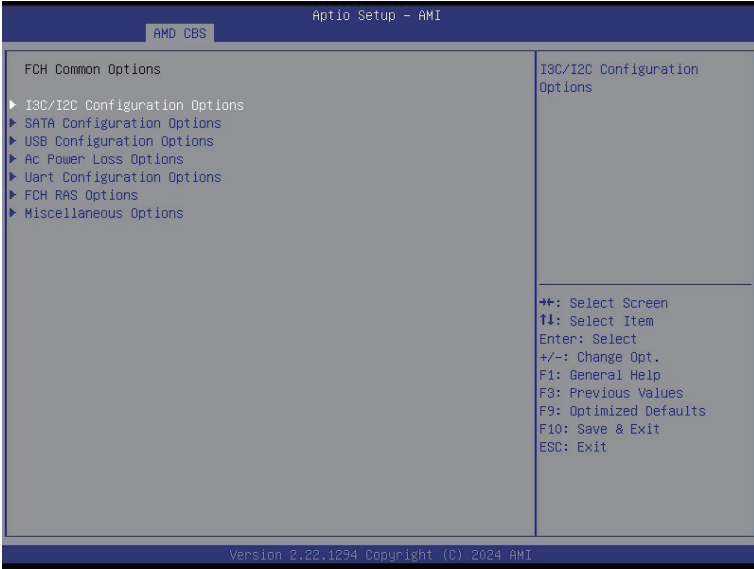 Aptio Setup – AMI
AMD CBS
FCH Common Options
I3C/I2C Configuration Options
SATA Configuration Options
USB Configuration Options
Ac Power Loss Options
Uart Configuration Options
FCH RAS Options
Miscellaneous Options
I3C/I2C Configuration
Options
→←: Select Screen
↑↓: Select Item
Enter: Select
+/-: Change Opt.
F1: General Help
F3: Previous Values
F9: Optimized Defaults
F10: Save & Exit
ESC: Exit
Version 2.22.1294 Copyright (C) 2024 AMI